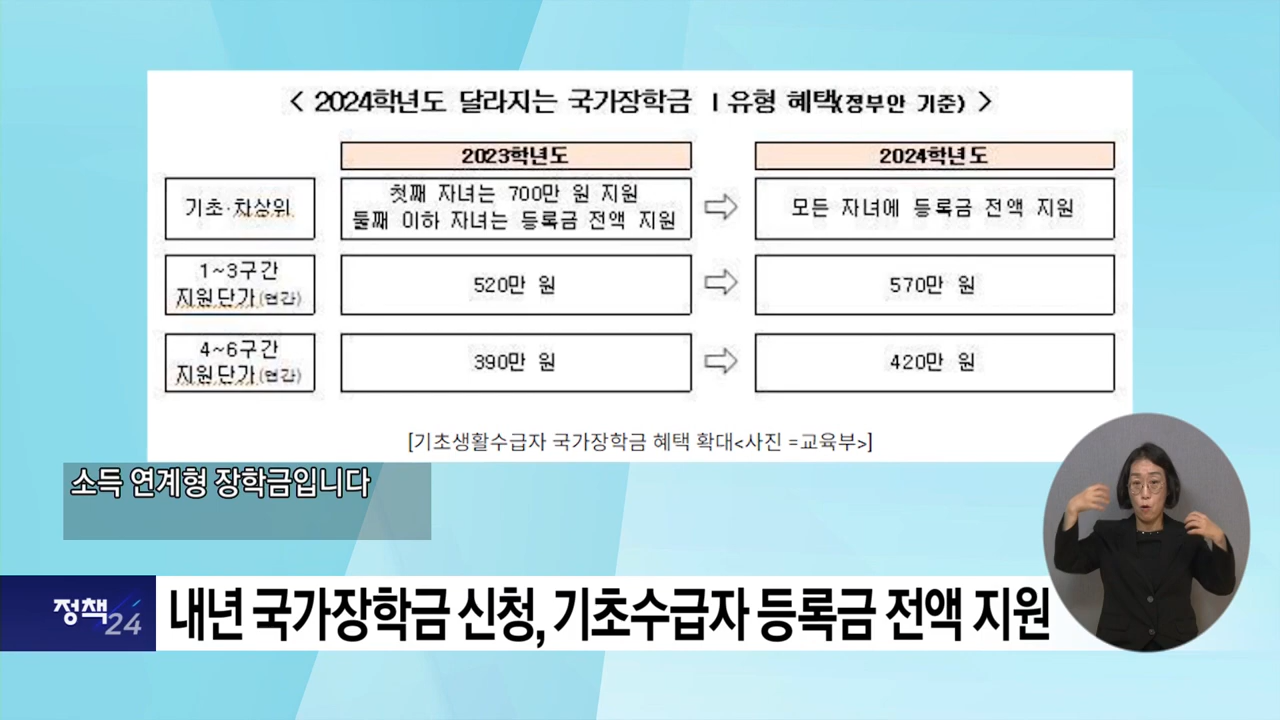 < 2024학년도 달라지는 국가장학금 Ⅰ유형 혜택(정부안 기준) >
2023학년도
2024학년도
기초·차상위
첫째 자녀는 700만 원 지원
둘째 이하 자녀는 등록금 전액 지원
모든 자녀에 등록금 전액 지원
1~3구간
지원단가(연간)
520만 원
570만 원
4~6구간
지원단가(연간)
390만 원
420만 원
[기초생활수급자 국가장학금 혜택 확대<사진 =교육부>]
소득 연계형 장학금입니다
정책
24
내년 국가장학금 신청, 기초수급자 등록금 전액 지원